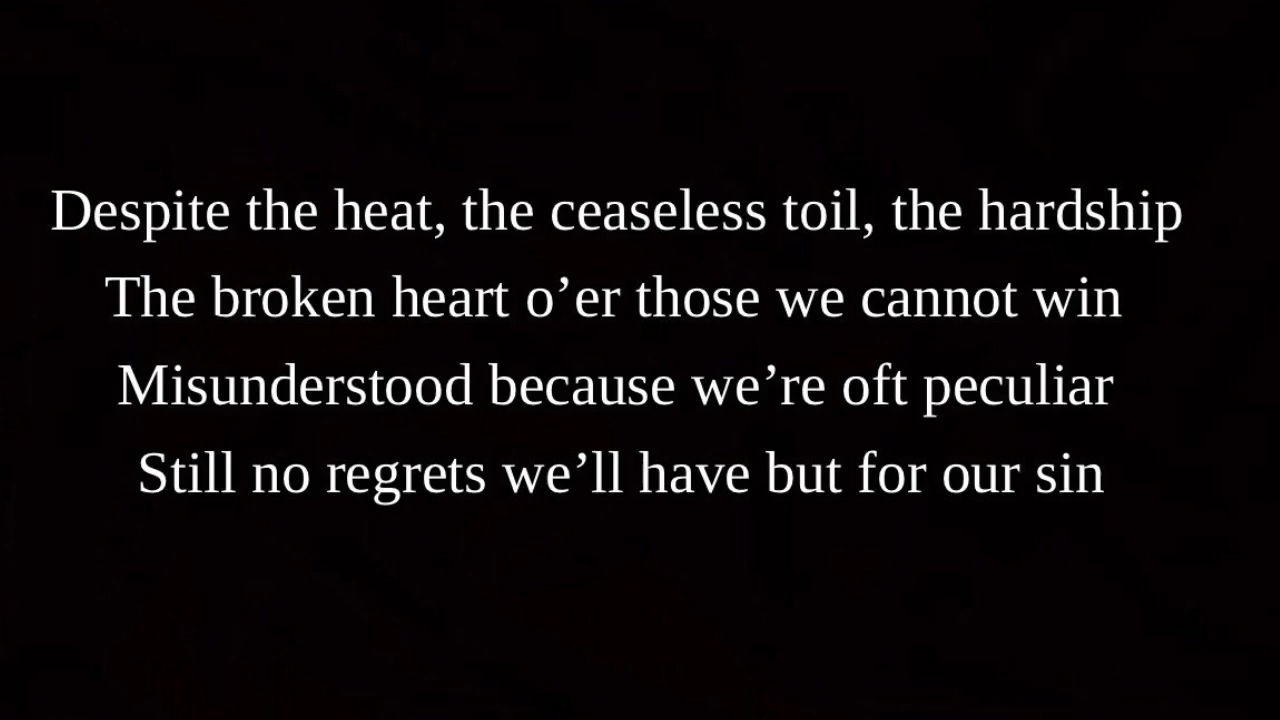 Despite the heat, the ceaseless toil, the hardship
The broken heart o’er those we cannot win
Misunderstood because we’re oft peculiar
Still no regrets we’ll have but for our sin